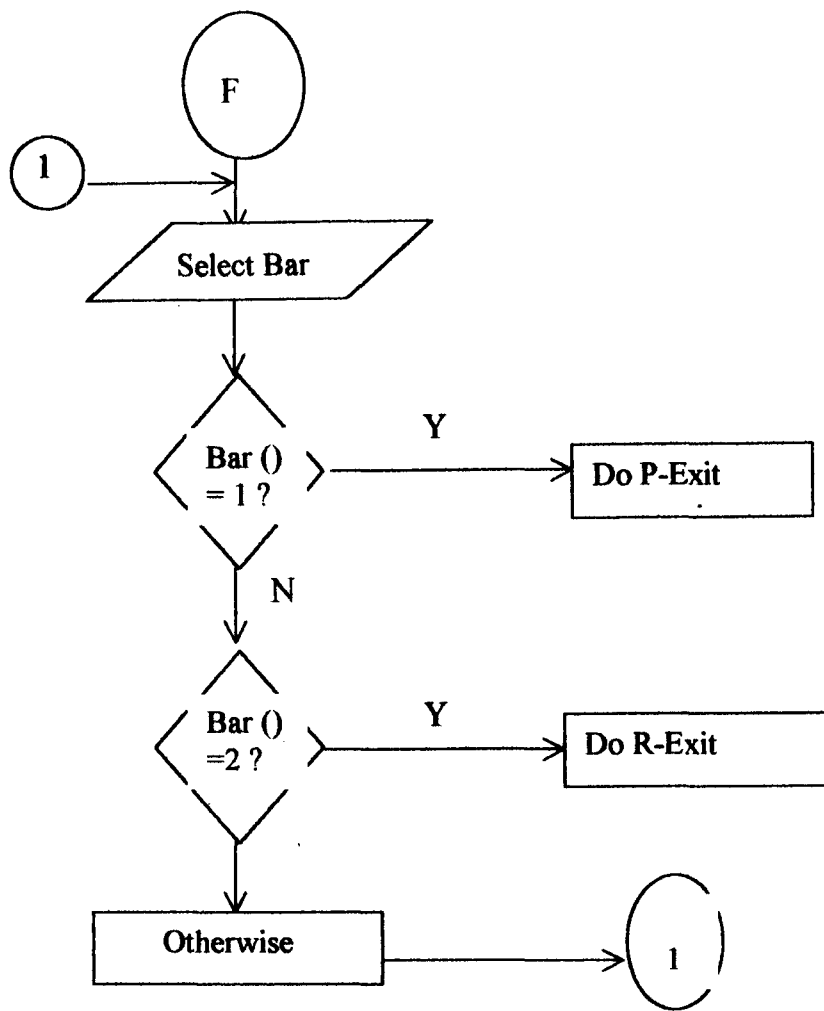 F
1
Select Bar
Bar ()
= 1 ?
Y
Do P-Exit
N
Bar ()
=2 ?
Y
Do R-Exit
Otherwise
1